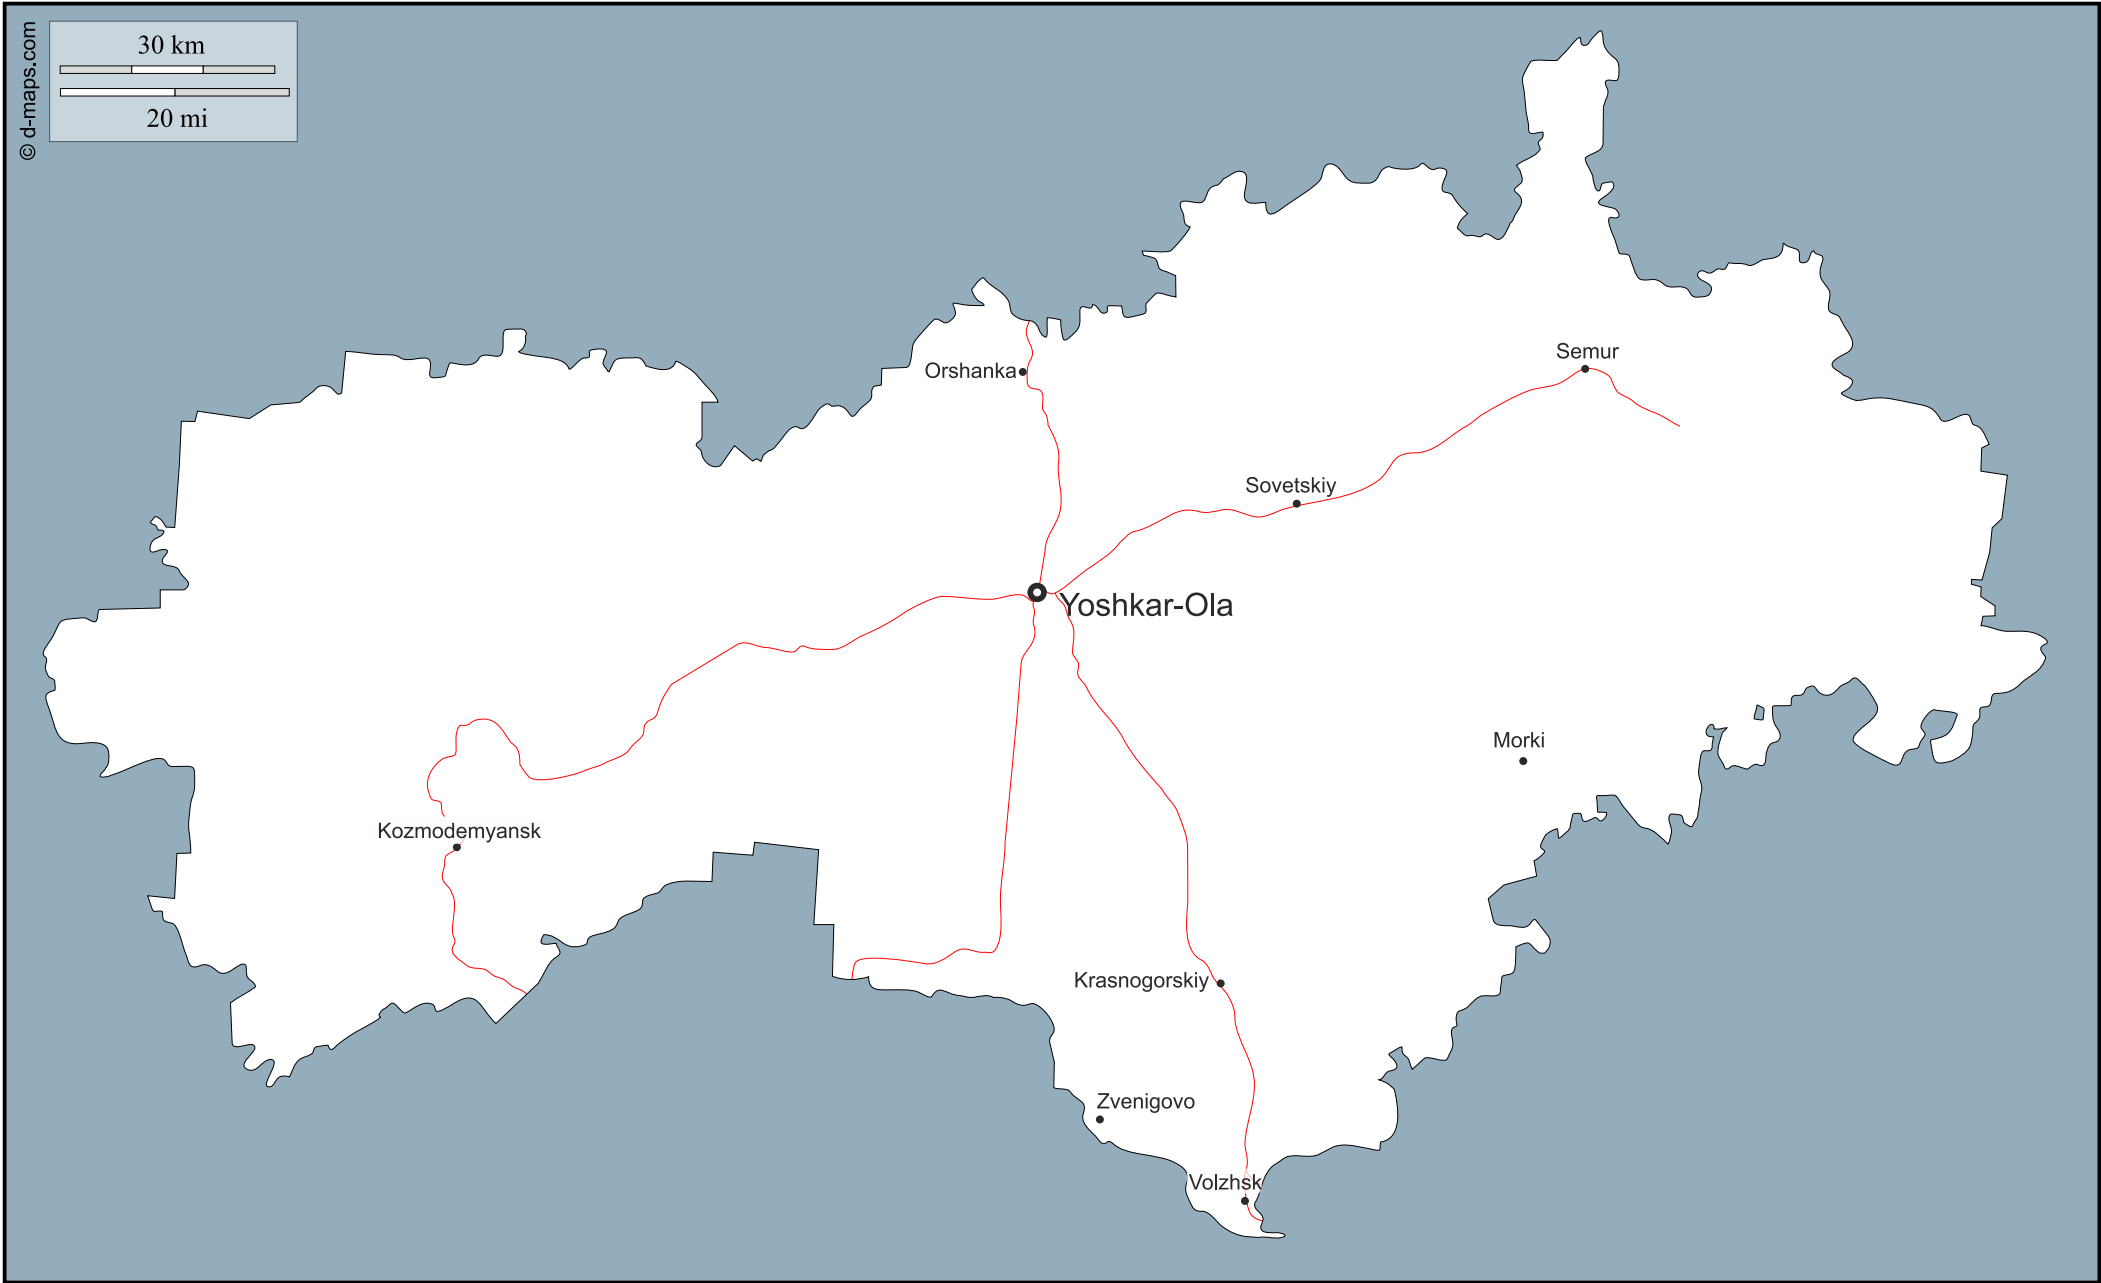 © d-maps.com
30 km
20 mi
Semur
Orshanka
Sovetskiy
Yoshkar-Ola
Morki
Kozmodemyansk
Krasnogorskiy
Zvenigovo
Volzhsk